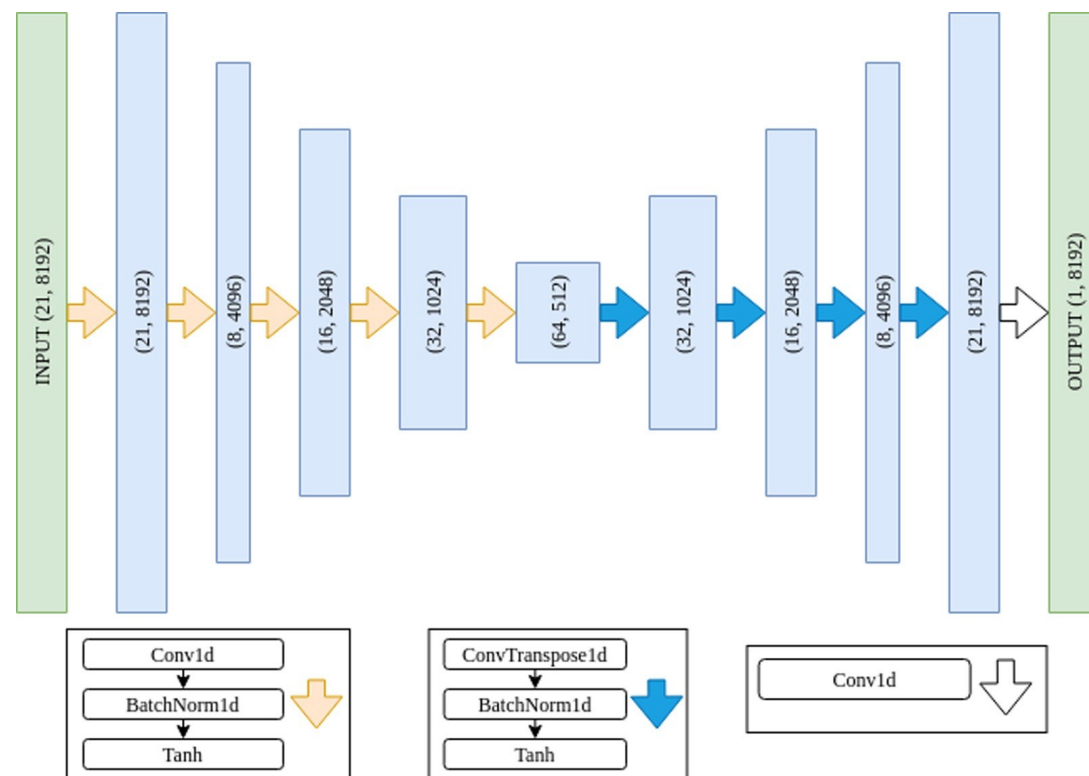 INPUT (21, 8192)
(21, 8192)
(8, 4096)
(16, 2048)
(32, 1024)
(64, 512)
(32, 1024)
(16, 2048)
(8, 4096)
(21, 8192)
OUTPUT (1, 8192)
Conv1d
BatchNorm1d
Tanh
ConvTranspose1d
BatchNorm1d
Tanh
Conv1d